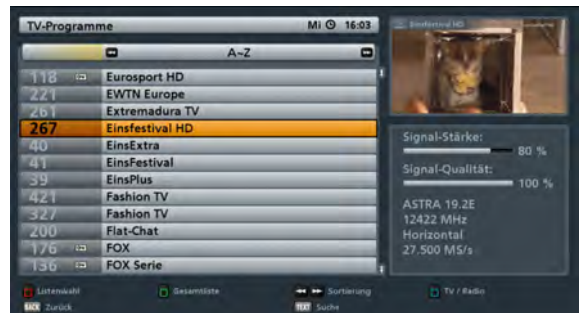 TV-Programme Mi 16:03
A~Z
118 Eurosport HD
221 EWTN Europe
261 Extremadura TV
267 Einsfestival HD
40 EinsExtra
41 EinsFestival
39 EinsPlus
421 Fashion TV
327 Fashion TV
200 Flat-Chat
176 FOX
136 FOX Serie
Einsfestival HD
Signal-Stärke:
80 %
Signal-Qualität:
100 %
ASTRA 19.2E
12422 MHz
Horizontal
27.500 MS/s
Listenwahl Gesamtliste Sortierung TV / Radio
BACK Zurück TEXT Suche